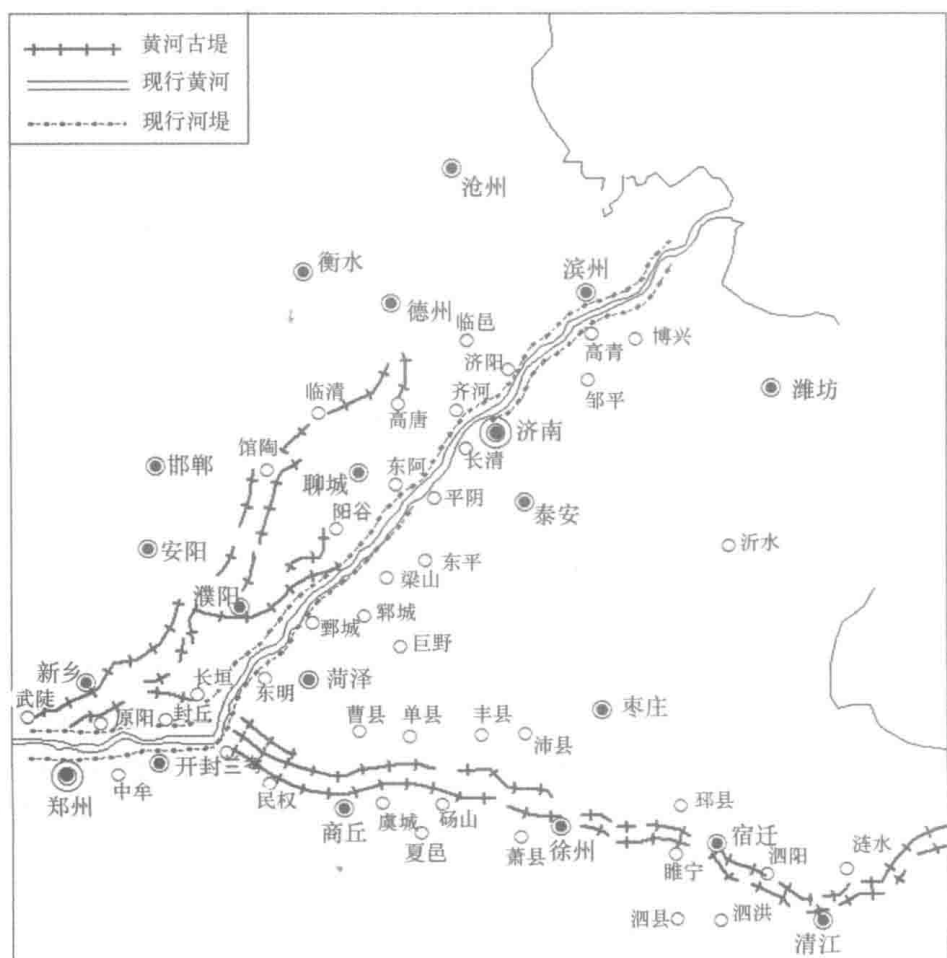 黄河古堤
现行黄河
现行河堤
沧州
衡水
滨州
德州
临邑
高青
博兴
济阳
临清
高唐
齐河
邹平
潍坊
济南
馆陶
长清
邯郸
聊城
东阿
平阴
泰安
阳谷
安阳
沂水
东平
梁山
濮阳
鄄城
郓城
巨野
新乡
长垣
东明
菏泽
武陟
原阳
封丘
枣庄
曹县
单县
丰县
沛县
开封
兰考
郑州
中牟
民权
商丘
虞城
砀山
夏邑
萧县
徐州
邳县
宿迁
睢宁
泗阳
涟水
泗县
泗洪
清江